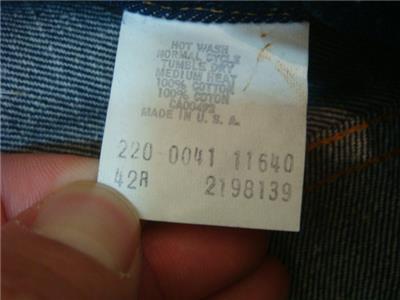 HOT WASH
NORMAL CYCLE
TUMBLE DRY
MEDIUM HEAT
100% COTTON
100% COTON
CA00492
MADE IN U.S.A.
220 0041 11640
42R 2198139